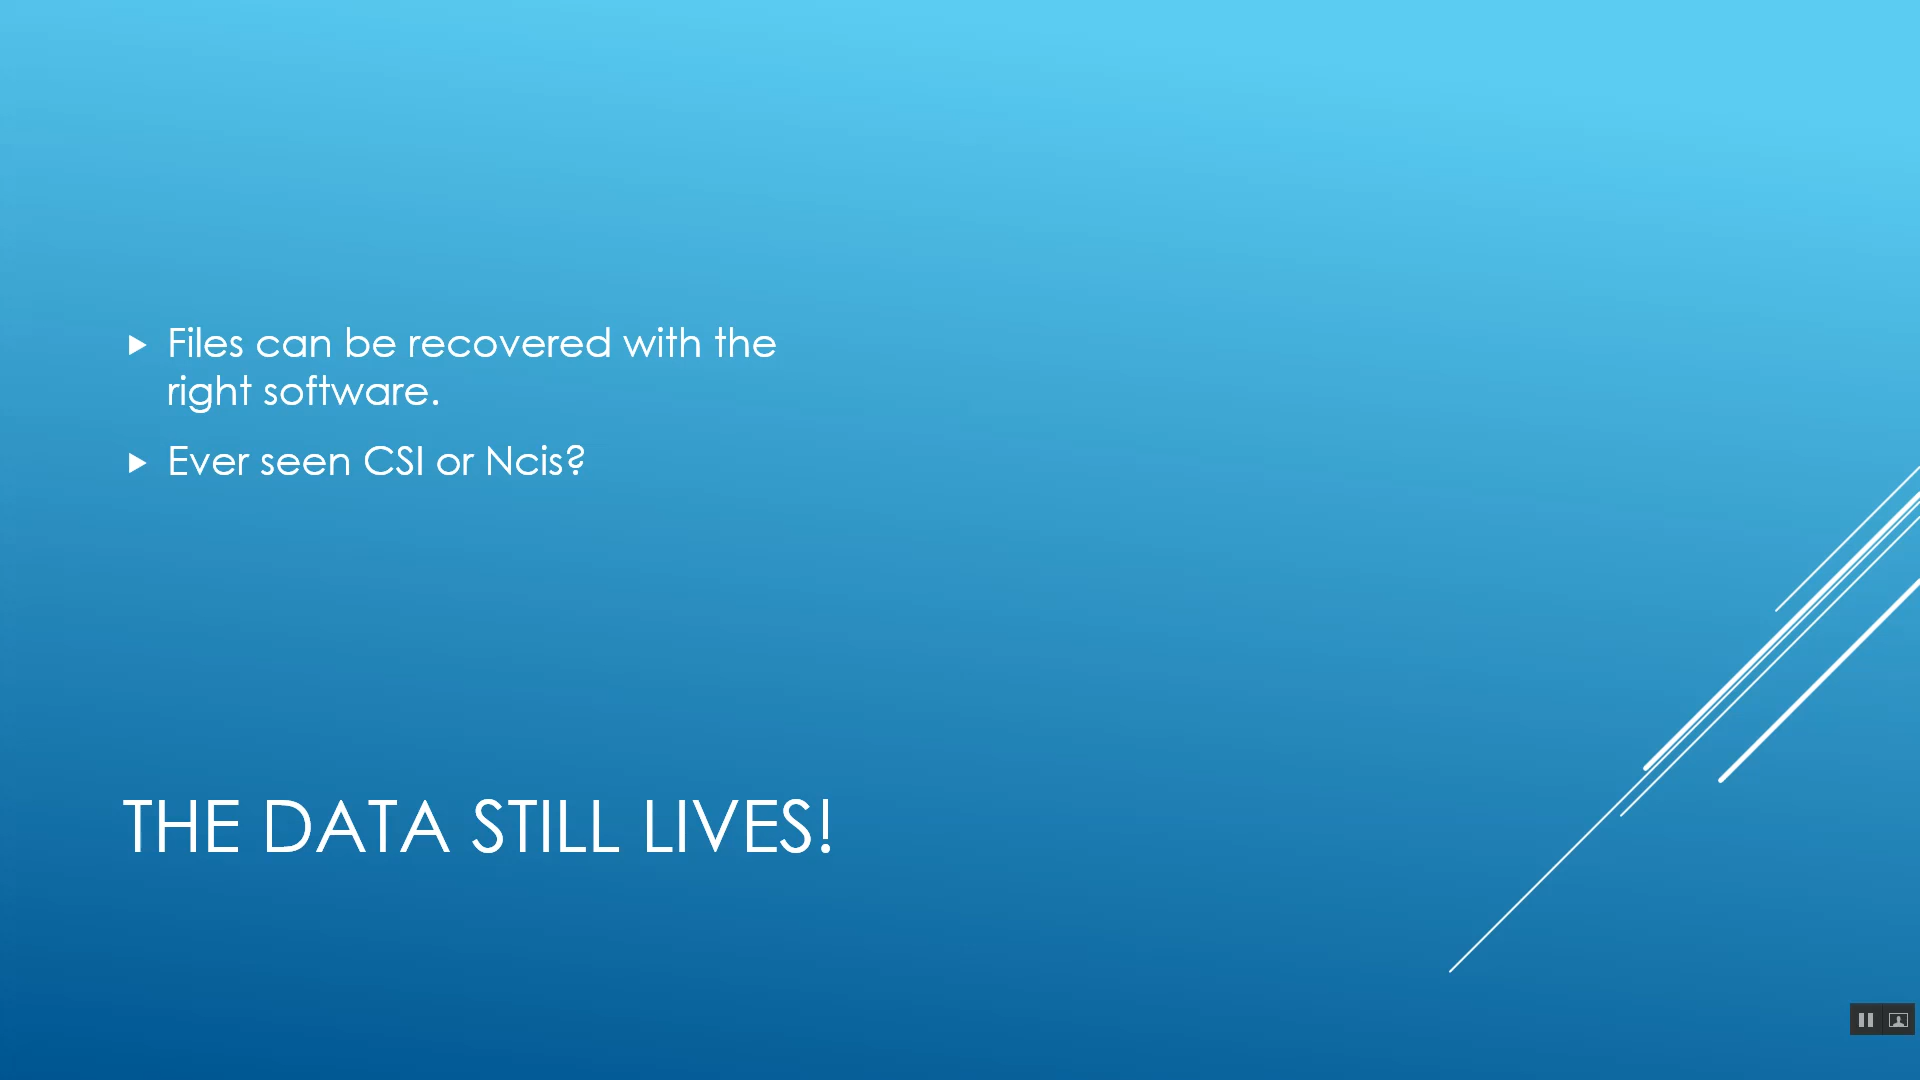 Files can be recovered with the
right software.
Ever seen CSI or Ncis?
THE DATA STILL LIVES!